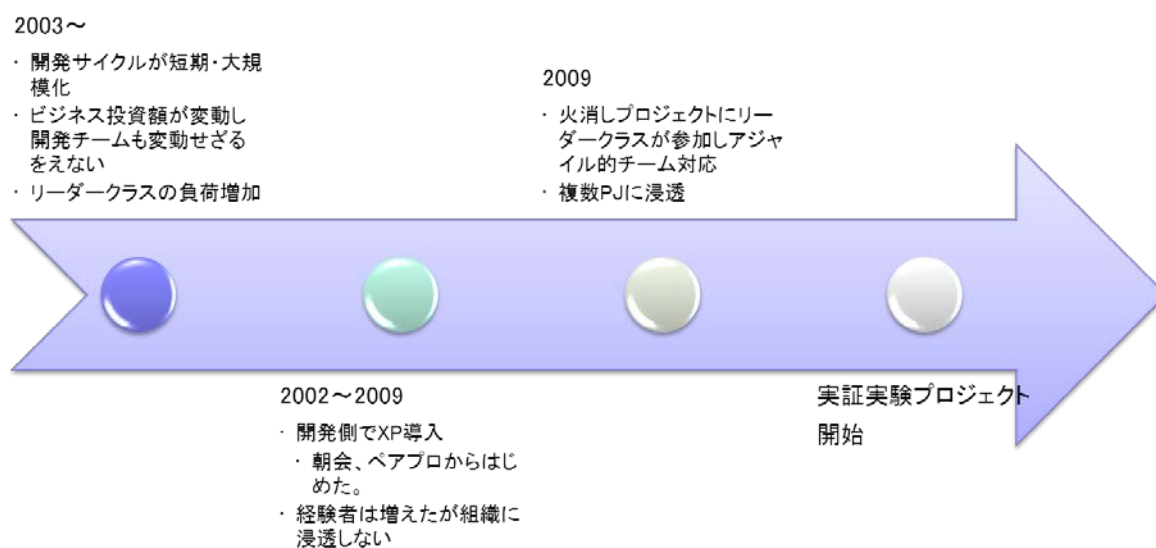 2003～
・ 開発サイクルが短期・大規
模化
・ ビジネス投資額が変動し
開発チームも変動せざる
をえない
・ リーダークラスの負荷増加
2002～2009
・ 開発側でXP導入
・ 朝会、ペアプロからはじ
めた。
・ 経験者は増えたが組織に
浸透しない
2009
・ 火消しプロジェクトにリー
ダークラスが参加しアジャ
イル的チーム対応
・ 複数PJに浸透
実証実験プロジェクト
開始